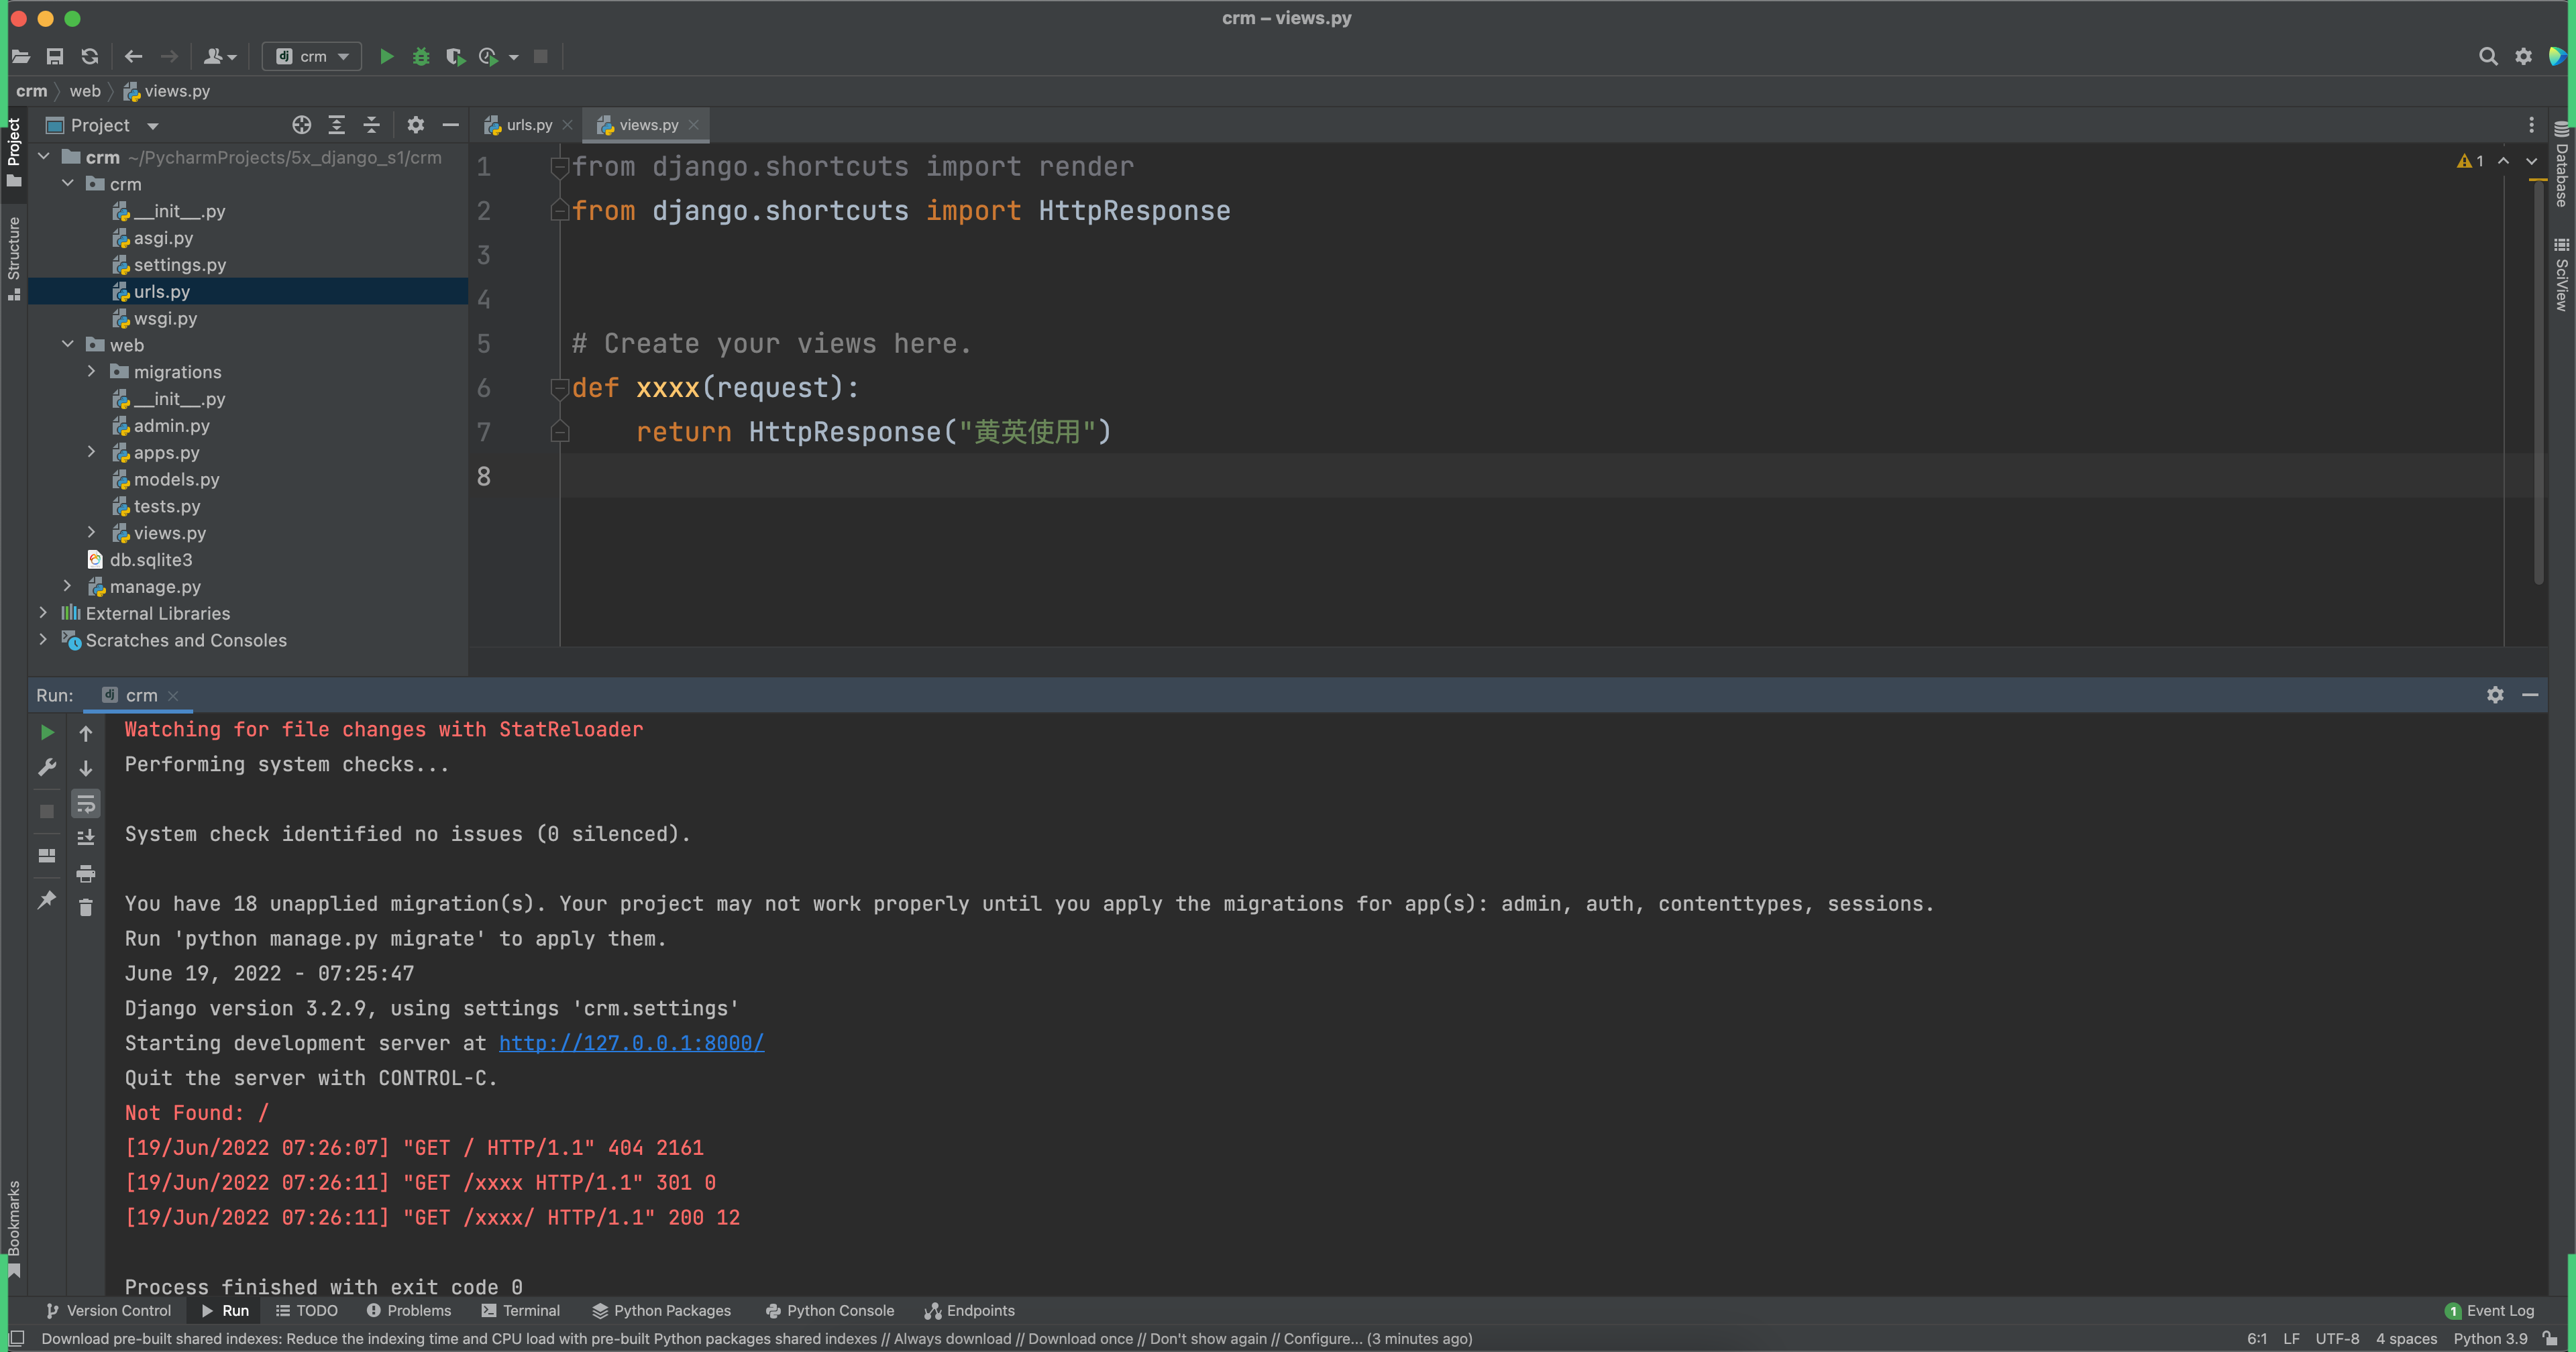 crm – views.py
crm
crm
web
views.py
Project
Project
urls.py
views.py
crm ~/PycharmProjects/5x_django_s1/crm
crm
__init__.py
asgi.py
settings.py
urls.py
wsgi.py
web
migrations
__init__.py
admin.py
apps.py
models.py
tests.py
views.py
db.sqlite3
manage.py
External Libraries
Scratches and Consoles
Structure
Bookmarks
1 from django.shortcuts import render
2 from django.shortcuts import HttpResponse
3
4
5 # Create your views here.
6 def xxxx(request):
7 return HttpResponse("黄英使用")
8
1
Database
SciView
Run:
crm
Watching for file changes with StatReloader
Performing system checks...
System check identified no issues (0 silenced).
You have 18 unapplied migration(s). Your project may not work properly until you apply the migrations for app(s): admin, auth, contenttypes, sessions.
Run 'python manage.py migrate' to apply them.
June 19, 2022 - 07:25:47
Django version 3.2.9, using settings 'crm.settings'
Starting development server at http://127.0.0.1:8000/
Quit the server with CONTROL-C.
Not Found: /
[19/Jun/2022 07:26:07] "GET / HTTP/1.1" 404 2161
[19/Jun/2022 07:26:11] "GET /xxxx HTTP/1.1" 301 0
[19/Jun/2022 07:26:11] "GET /xxxx/ HTTP/1.1" 200 12
Process finished with exit code 0
Version Control
Run
TODO
Problems
Terminal
Python Packages
Python Console
Endpoints
1 Event Log
Download pre-built shared indexes: Reduce the indexing time and CPU load with pre-built Python packages shared indexes // Always download // Download once // Don't show again // Configure... (3 minutes ago)
6:1 LF UTF-8 4 spaces Python 3.9